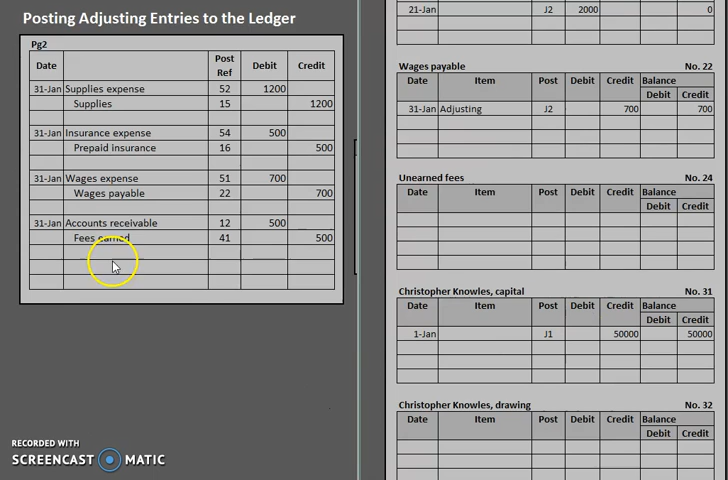 Posting Adjusting Entries to the Ledger
Pg2
Date Post Ref Debit Credit
31-Jan Supplies expense 52 1200
Supplies 15 1200
31-Jan Insurance expense 54 500
Prepaid insurance 16 500
31-Jan Wages expense 51 700
Wages payable 22 700
31-Jan Accounts receivable 12 500
Fees earned 41 500
RECORDED WITH
SCREENCAST MATIC
21-Jan J2 2000 0
Wages payable No. 22
Date Item Post Debit Credit Balance
Debit Credit
31-Jan Adjusting J2 700 700
Unearned fees No. 24
Date Item Post Debit Credit Balance
Debit Credit
Christopher Knowles, capital No. 31
Date Item Post Debit Credit Balance
Debit Credit
1-Jan J1 50000 50000
Christopher Knowles, drawing No. 32
Date Item Post Debit Credit Balance
Debit Credit